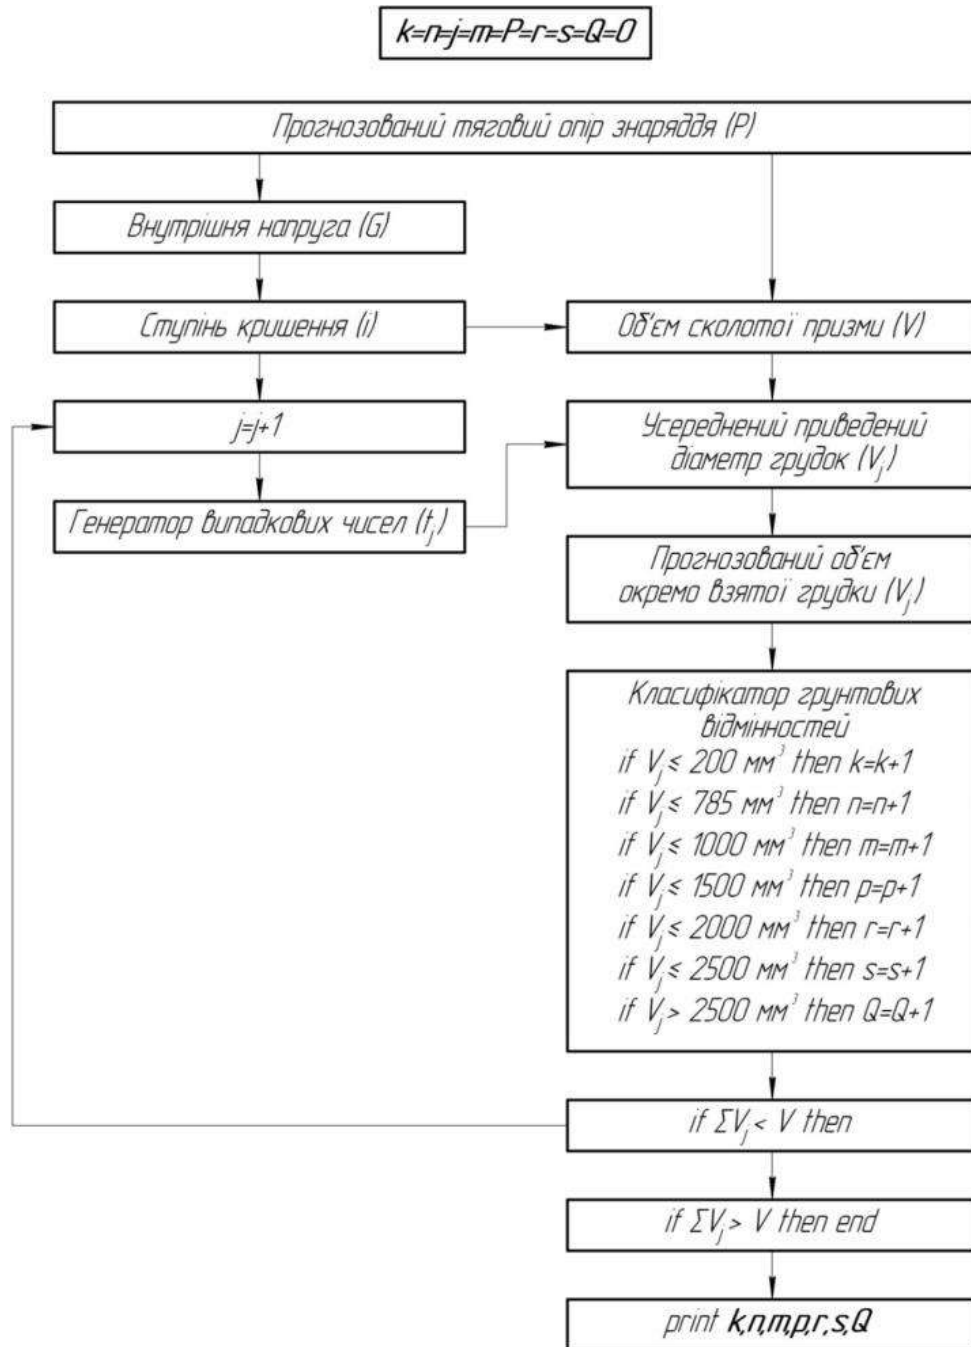 k=n=j=m=P=r=s=Q=0
Прогнозований тяговий опір знаряддя (P)
Внутрішня напруга (G)
Ступінь кришення (i)
Об'єм сколотої призми (V)
j=j+1
Усереднений приведений
діаметр грудок (Vj)
Генератор випадкових чисел (tj)
Прогнозований об'єм
окремо взятої грудки (Vj)
Класифікатор грунтових
відмінностей
if Vj ≤ 200 мм³ then k=k+1
if Vj ≤ 785 мм³ then n=n+1
if Vj ≤ 1000 мм³ then m=m+1
if Vj ≤ 1500 мм³ then p=p+1
if Vj ≤ 2000 мм³ then r=r+1
if Vj ≤ 2500 мм³ then s=s+1
if Vj > 2500 мм³ then Q=Q+1
if ΣVj < V then
if ΣVj > V then end
print k,n,m,p,r,s,Q